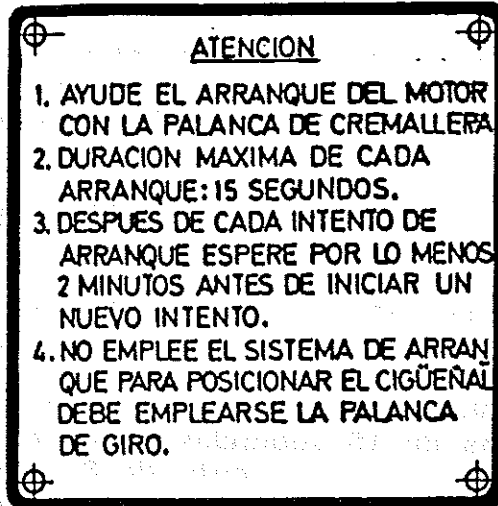 ATENCION
1. AYUDE EL ARRANQUE DEL MOTOR
CON LA PALANCA DE CREMALLERA
2. DURACION MAXIMA DE CADA
ARRANQUE: 15 SEGUNDOS.
3. DESPUES DE CADA INTENTO DE
ARRANQUE ESPERE POR LO MENOS
2 MINUTOS ANTES DE INICIAR UN
NUEVO INTENTO.
4. NO EMPLEE EL SISTEMA DE ARRAN
QUE PARA POSICIONAR EL CIGÜEÑAL
DEBE EMPLEARSE LA PALANCA
DE GIRO.